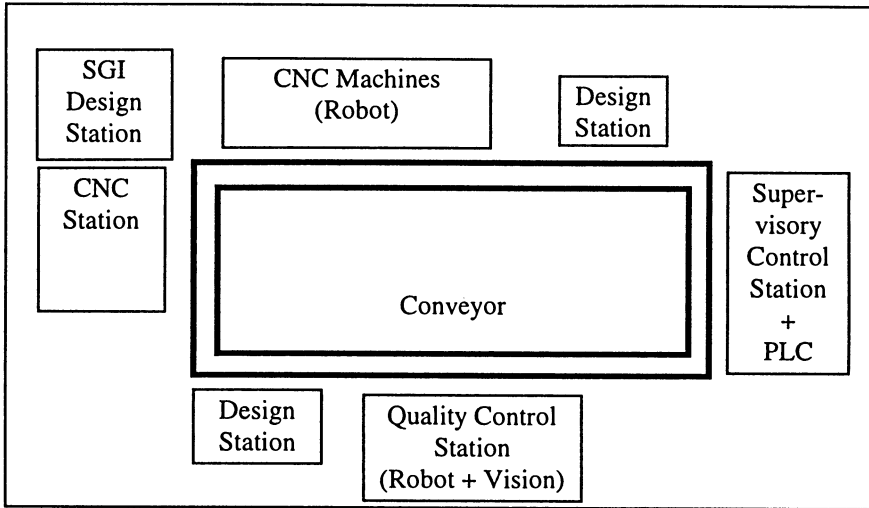 SGI
Design
Station
CNC Machines
(Robot)
Design
Station
CNC
Station
Super-
visory
Control
Station
+
PLC
Conveyor
Design
Station
Quality Control
Station
(Robot + Vision)